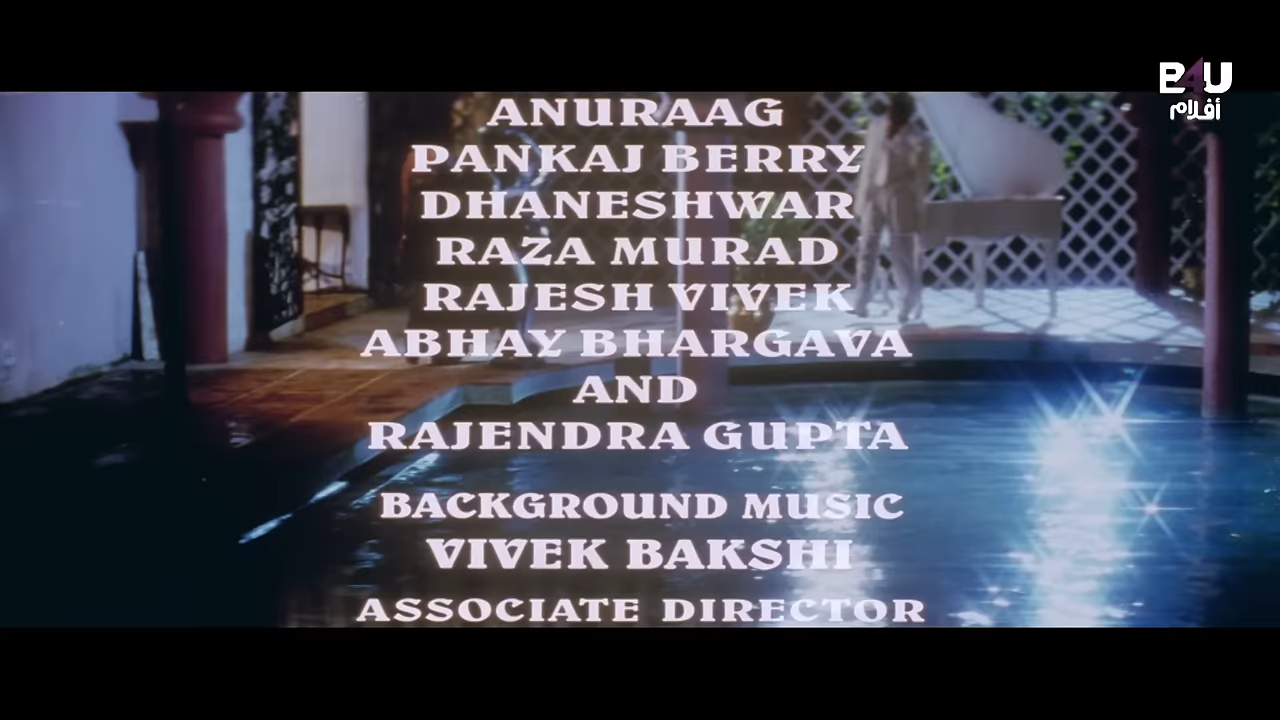 B4U
أفلام
ANURAAG
PANKAJ BERRY
DHANESHWAR
RAZA MURAD
RAJESH VIVEK
ABHAY BHARGAVA
AND
RAJENDRA GUPTA
BACKGROUND MUSIC
VIVEK BAKSHI
ASSOCIATE DIRECTOR